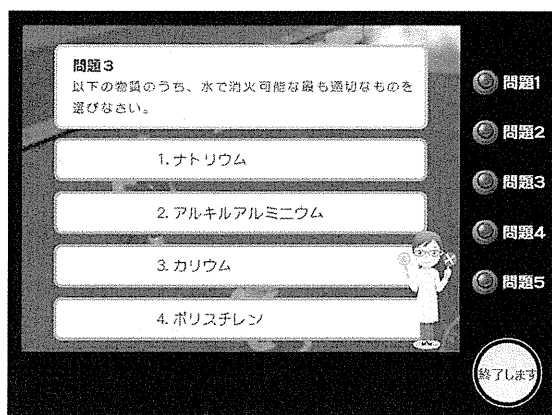 問題3
以下の物質のうち、水で消火可能な最も適切なものを
選びなさい。
1. ナトリウム
2. アルキルアルミニウム
3. カリウム
4. ポリスチレン
問題1
問題2
問題3
問題4
問題5
終了します